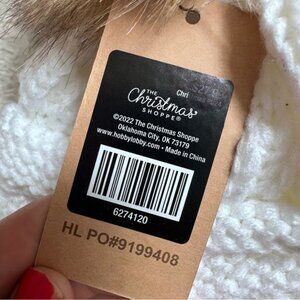 Chri
THE
Christmas
SHOPPE®
©2022 The Christmas Shoppe
Oklahoma City, OK 73179
www.hobbylobby.com • Made in China
6274120
HL PO#9199408